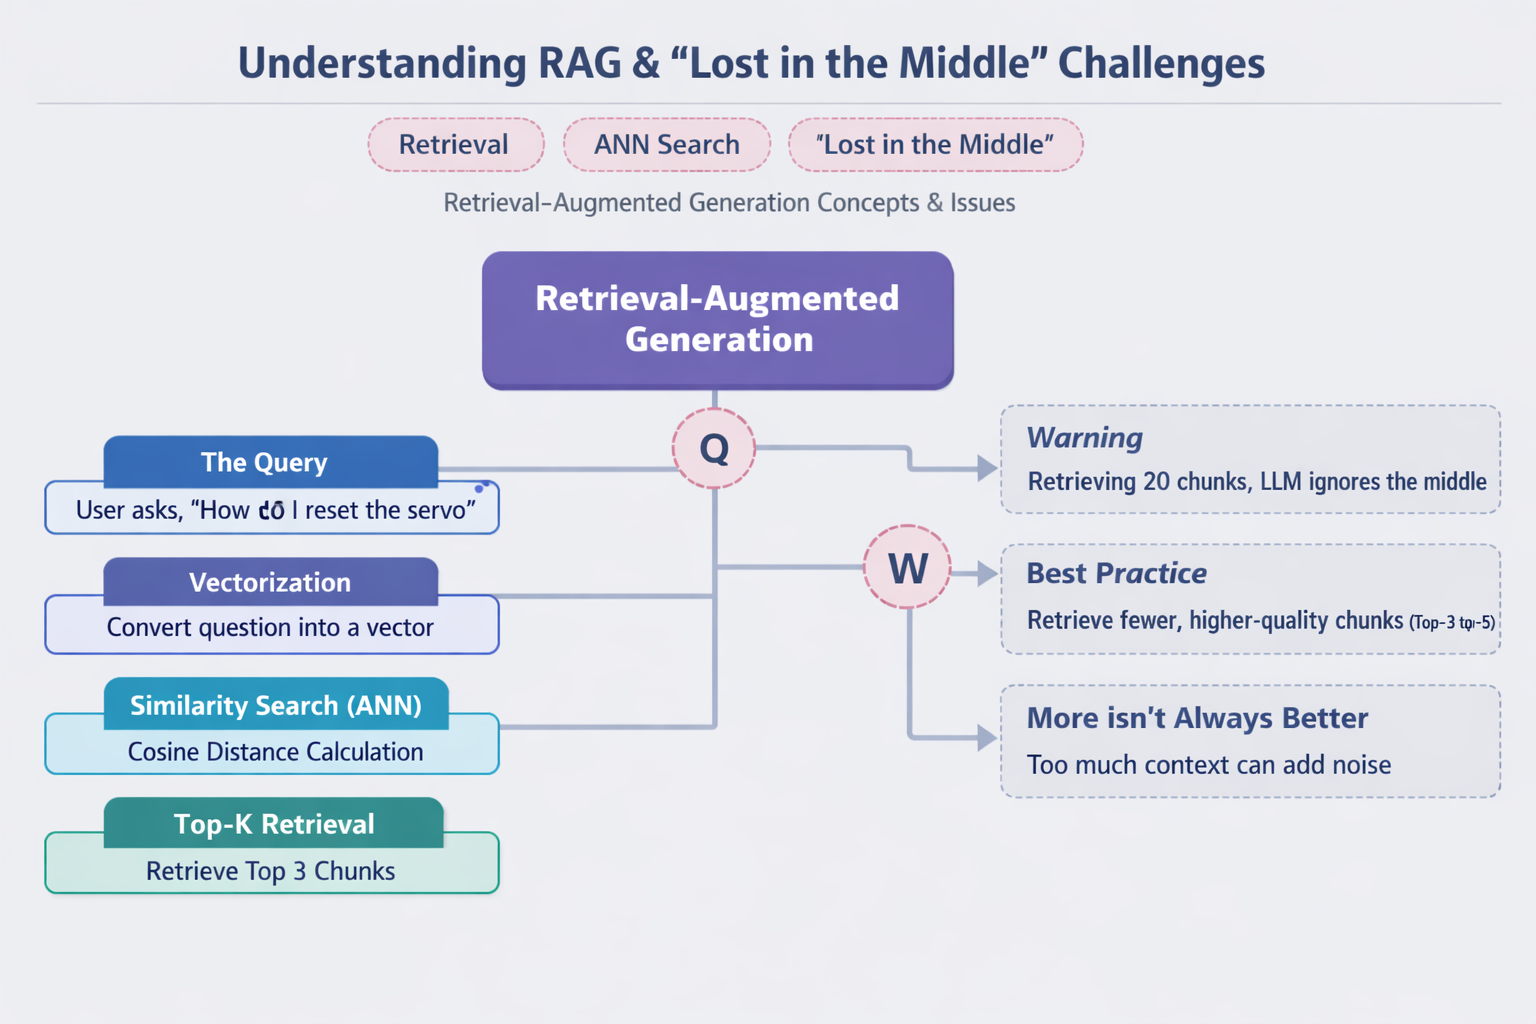 Understanding RAG & “Lost in the Middle” Challenges
Retrieval
ANN Search
"Lost in the Middle"
Retrieval-Augmented Generation Concepts & Issues
Retrieval-Augmented
Generation
Q
W
The Query
User asks, “How I reset the servo”
Vectorization
Convert question into a vector
Similarity Search (ANN)
Cosine Distance Calculation
Top-K Retrieval
Retrieve Top 3 Chunks
Warning
Retrieving 20 chunks, LLM ignores the middle
Best Practice
Retrieve fewer, higher-quality chunks (Top-3
More isn't Always Better
Too much context can add noise